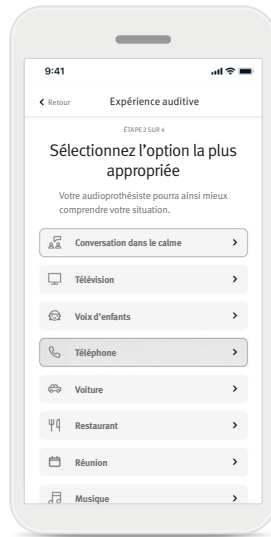 9:41
Retour
Expérience auditive
ÉTAPE 2 SUR 4
Sélectionnez l'option la plus
appropriée
Votre audioprothésiste pourra ainsi mieux
comprendre votre situation.
Conversation dans le calme
Télévision
Voix d'enfants
Téléphone
Voiture
Restaurant
Réunion
Musique